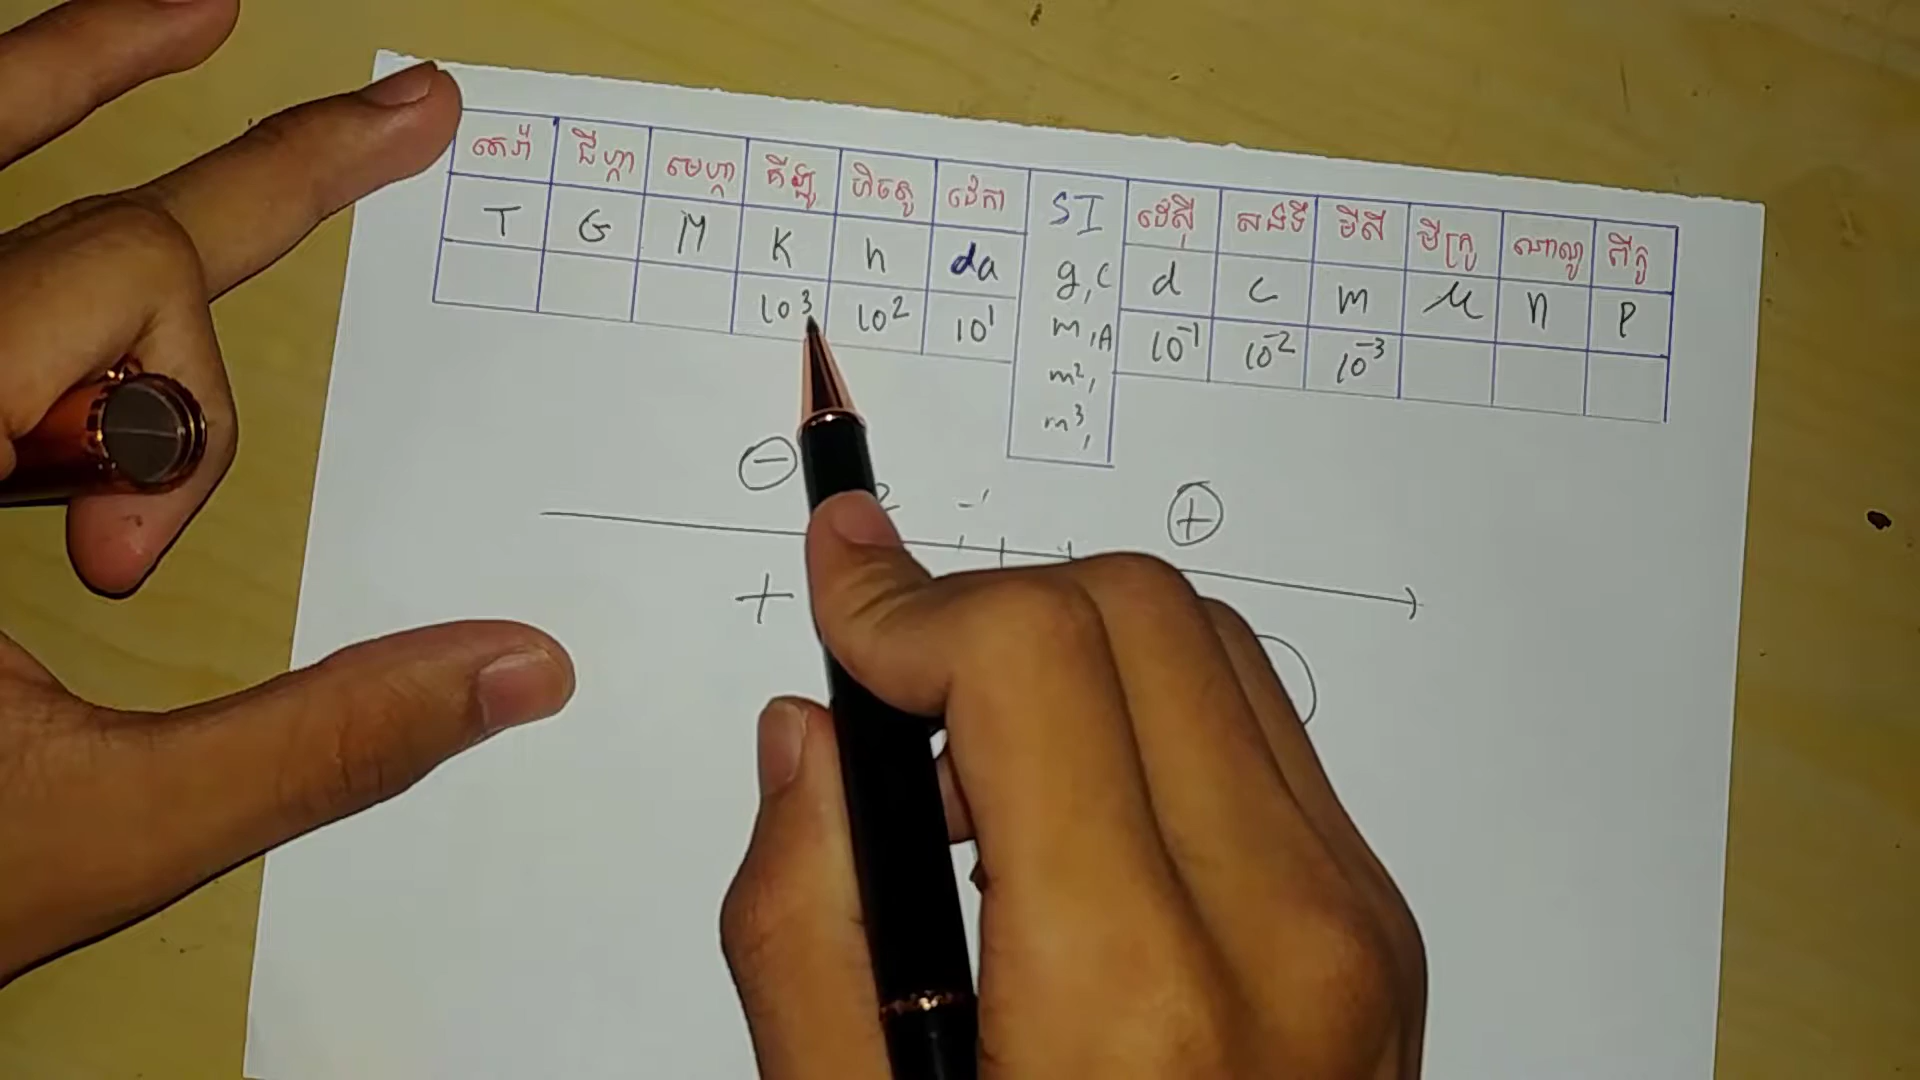 តេរ៉ា ជីហ្គា មេហ្គា គីឡូ ហិចតូ ដេកា SI ដេស៊ី សង់ទី មីលី មីក្រូ ណាណូ ពីកូ
T G M K h da g,C d c m μ n P
10³ 10² 10¹ m,A 10⁻¹ 10⁻² 10⁻³
m²,
m³,
⊖ ⊕
-1
+